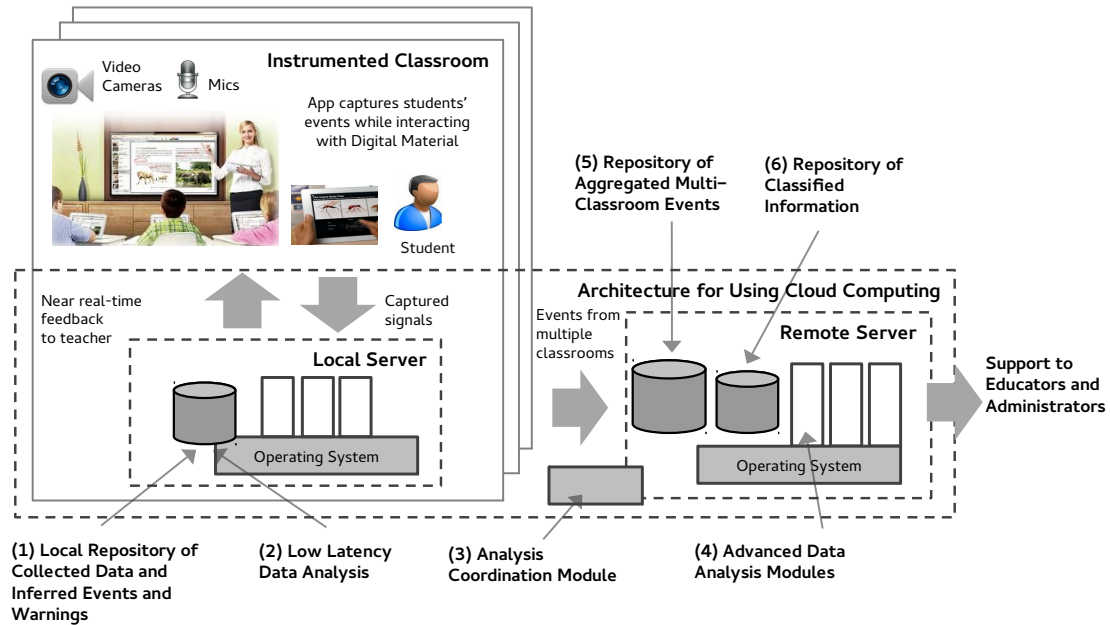 Instrumented Classroom
Video
Cameras
Mics
App captures students'
events while interacting
with Digital Material
Student
(5) Repository of
Aggregated Multi–
Classroom Events
(6) Repository of
Classified
Information
Near real-time
feedback
to teacher
Captured
signals
Architecture for Using Cloud Computing
Events from
multiple
classrooms
Local Server
Remote Server
Operating System
Operating System
Support to
Educators and
Administrators
(1) Local Repository of
Collected Data and
Inferred Events and
Warnings
(2) Low Latency
Data Analysis
(3) Analysis
Coordination Module
(4) Advanced Data
Analysis Modules